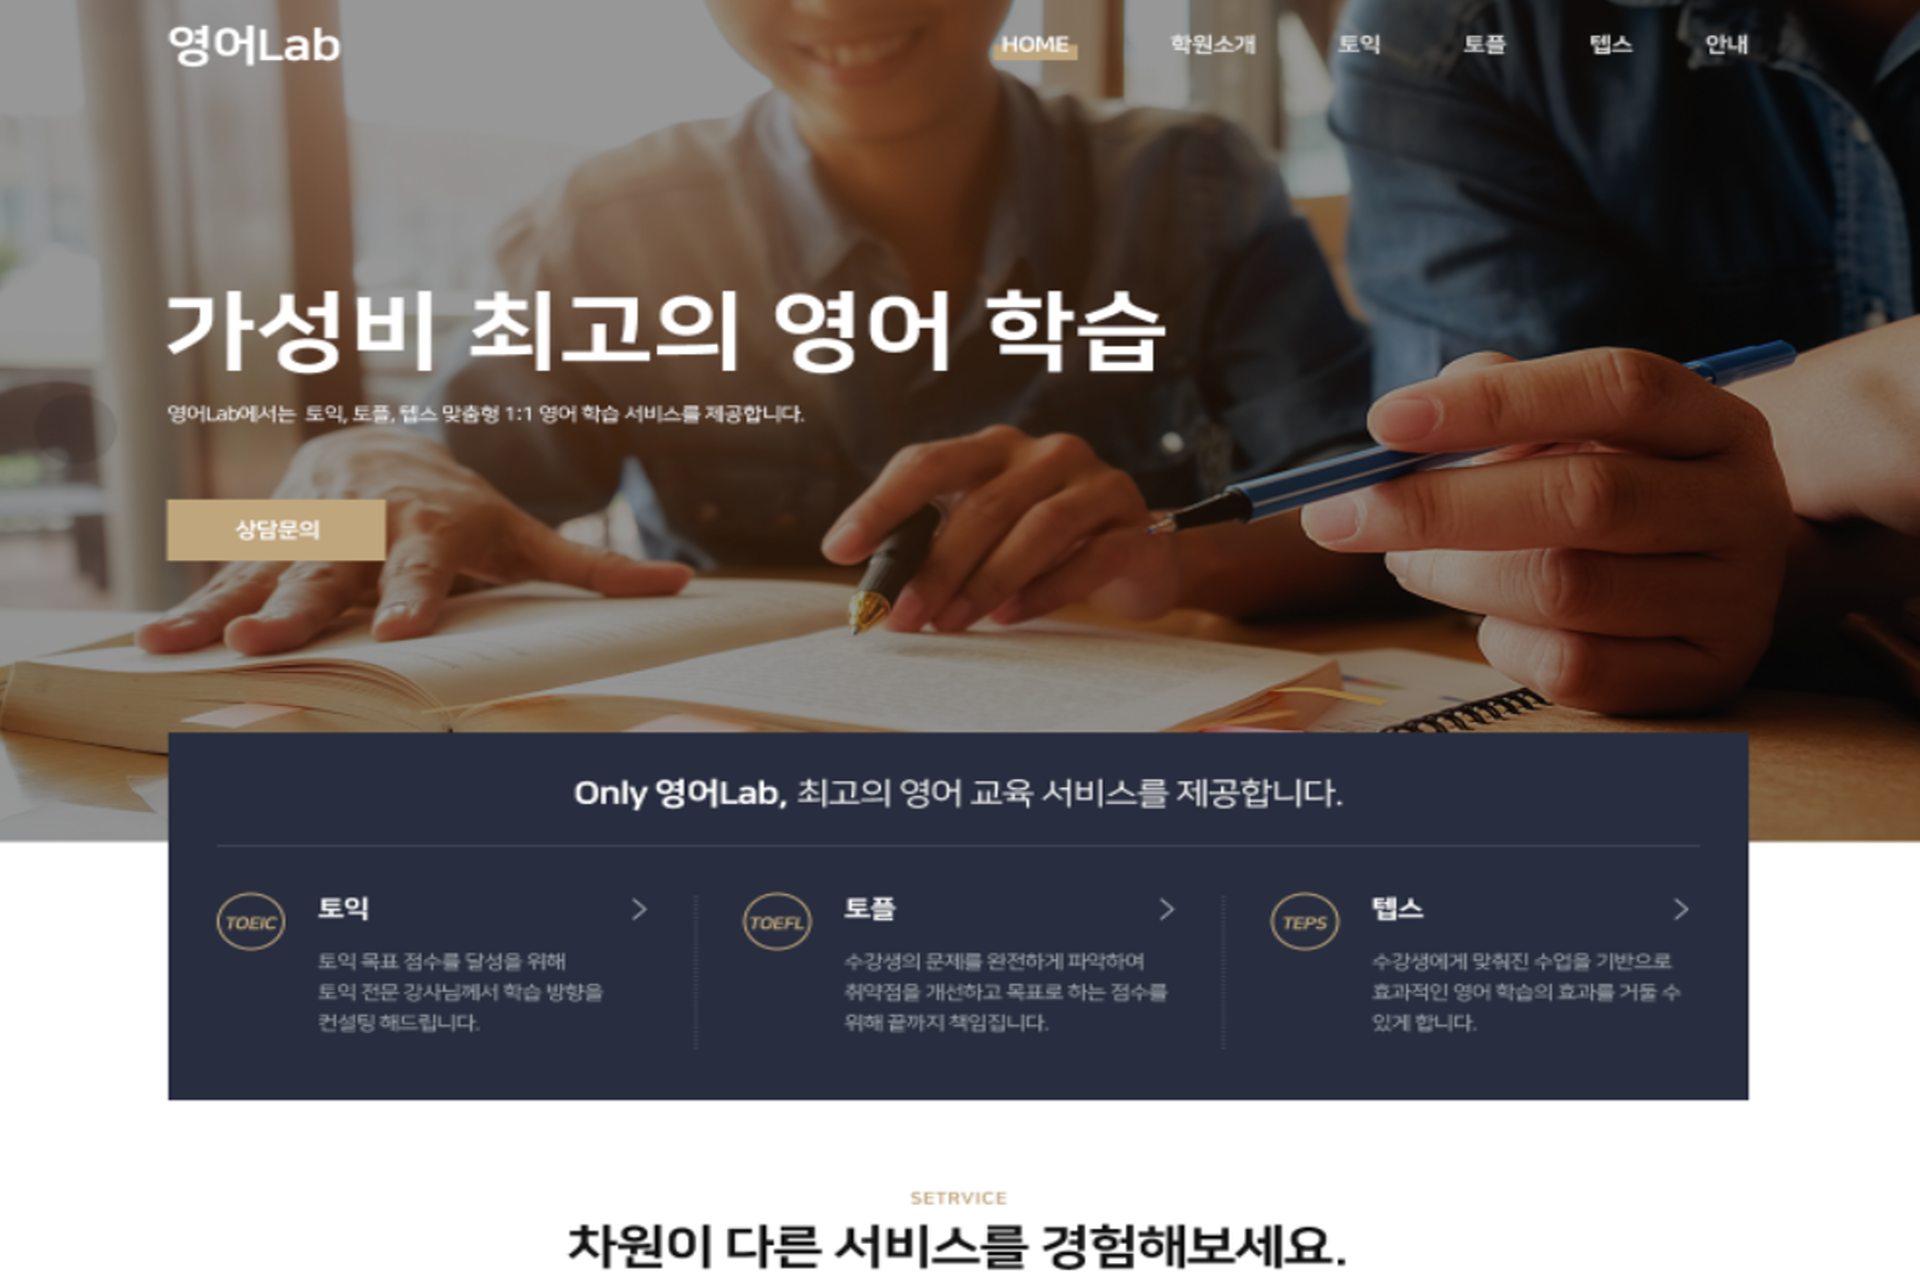 영어Lab
HOME 학원소개 토익 토플 텝스 안내
가성비 최고의 영어 학습
영어Lab에서는 토익, 토플, 텝스 맞춤형 1:1 영어 학습 서비스를 제공합니다.
상담문의
Only 영어Lab, 최고의 영어 교육 서비스를 제공합니다.
TOEIC
토익
토익 목표 점수를 달성을 위해
토익 전문 강사님께서 학습 방향을
컨설팅 해드립니다.
TOEFL
토플
수강생의 문제를 완전하게 파악하여
취약점을 개선하고 목표로 하는 점수를
위해 끝까지 책임집니다.
TEPS
텝스
수강생에게 맞춰진 수업을 기반으로
효과적인 영어 학습의 효과를 거둘 수
있게 합니다.
SETRVICE
차원이 다른 서비스를 경험해보세요.